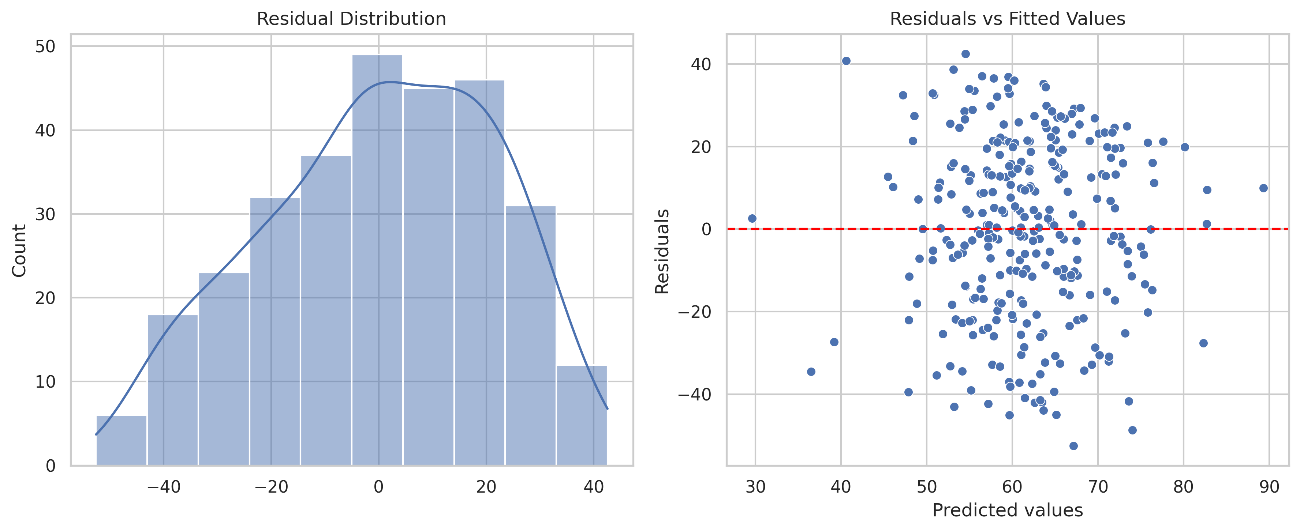 Residual Distribution
50
40
30
20
10
0
Count
−40 −20 0 20 40
Residuals vs Fitted Values
40
20
0
−20
−40
Residuals
30 40 50 60 70 80 90
Predicted values